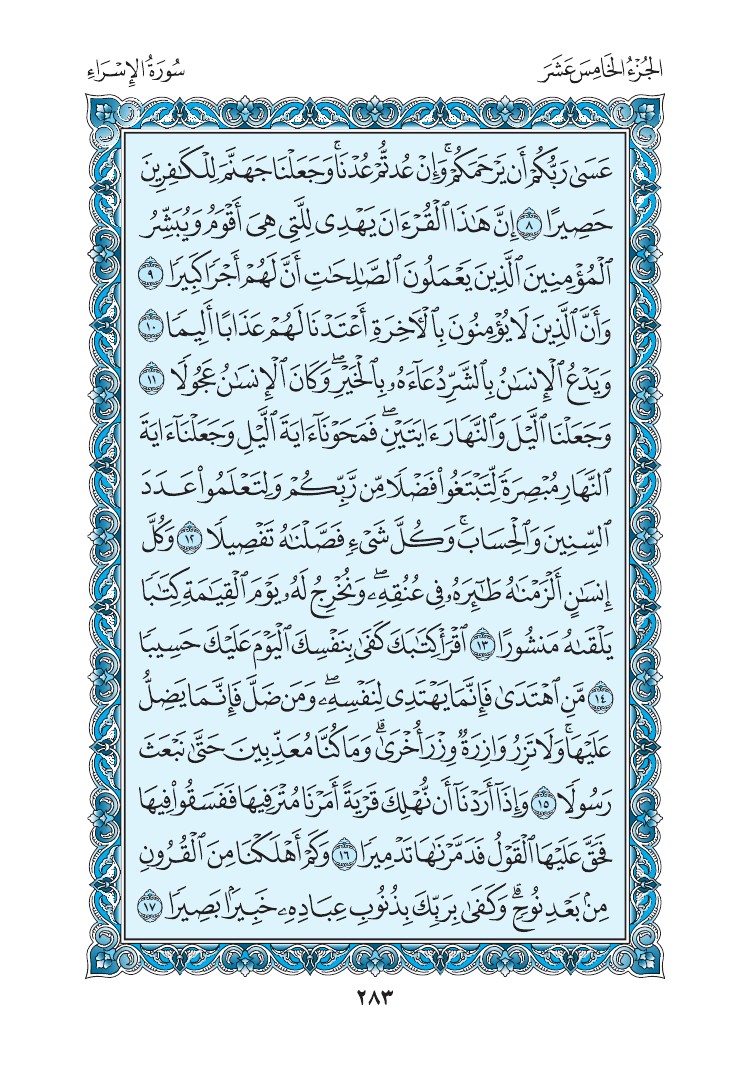 الجُزْءُ الخَامِسَ عَشَرَ
سُورَةُ الإِسْرَاءِ
عَسَىٰ رَبُّكُمْ أَن يَرْحَمَكُمْ ۚ وَإِنْ عُدتُّمْ عُدْنَا ۘ وَجَعَلْنَا جَهَنَّمَ لِلْكَٰفِرِينَ
حَصِيرًا ٨ إِنَّ هَٰذَا ٱلْقُرْءَانَ يَهْدِى لِلَّتِى هِىَ أَقْوَمُ وَيُبَشِّرُ
ٱلْمُؤْمِنِينَ ٱلَّذِينَ يَعْمَلُونَ ٱلصَّٰلِحَٰتِ أَنَّ لَهُمْ أَجْرًا كَبِيرًا ٩
وَأَنَّ ٱلَّذِينَ لَا يُؤْمِنُونَ بِٱلْأَخِرَةِ أَعْتَدْنَا لَهُمْ عَذَابًا أَلِيمًا ١٠
وَيَدْعُ ٱلْإِنسَٰنُ بِٱلشَّرِّ دُعَآءَهُۥ بِٱلْخَيْرِ ۖ وَكَانَ ٱلْإِنسَٰنُ عَجُولًا ١١
وَجَعَلْنَا ٱلَّيْلَ وَٱلنَّهَارَ ءَايَتَيْنِ ۖ فَمَحَوْنَآ ءَايَةَ ٱلَّيْلِ وَجَعَلْنَآ ءَايَةَ
ٱلنَّهَارِ مُبْصِرَةً لِّتَبْتَغُوا۟ فَضْلًا مِّن رَّبِّكُمْ وَلِتَعْلَمُوا۟ عَدَدَ
ٱلسِّنِينَ وَٱلْحِسَابَ ۚ وَكُلَّ شَىْءٍ فَصَّلْنَٰهُ تَفْصِيلًا ١٢ وَكُلَّ
إِنسَٰنٍ أَلْزَمْنَٰهُ طَٰٓئِرَهُۥ فِى عُنُقِهِۦ ۖ وَنُخْرِجُ لَهُۥ يَوْمَ ٱلْقِيَٰمَةِ كِتَٰبًا
يَلْقَىٰهُ مَنشُورًا ١٣ ٱقْرَأْ كِتَٰبَكَ كَفَىٰ بِنَفْسِكَ ٱلْيَوْمَ عَلَيْكَ حَسِيبًا
١٤ مَّنِ ٱهْتَدَىٰ فَإِنَّمَا يَهْتَدِى لِنَفْسِهِۦ ۖ وَمَن ضَلَّ فَإِنَّمَا يَضِلُّ
عَلَيْهَا ۚ وَلَا تَزِرُ وَازِرَةٌ وِزْرَ أُخْرَىٰ ۗ وَمَا كُنَّا مُعَذِّبِينَ حَتَّىٰ نَبْعَثَ
رَسُولًا ١٥ وَإِذَآ أَرَدْنَآ أَن نُّهْلِكَ قَرْيَةً أَمَرْنَا مُتْرَفِيهَا فَفَسَقُوا۟ فِيهَا
فَحَقَّ عَلَيْهَا ٱلْقَوْلُ فَدَمَّرْنَٰهَا تَدْمِيرًا ١٦ وَكَمْ أَهْلَكْنَا مِنَ ٱلْقُرُونِ
مِنۢ بَعْدِ نُوحٍ ۗ وَكَفَىٰ بِرَبِّكَ بِذُنُوبِ عِبَادِهِۦ خَبِيرًۢا بَصِيرًا ١٧
٢٨٣